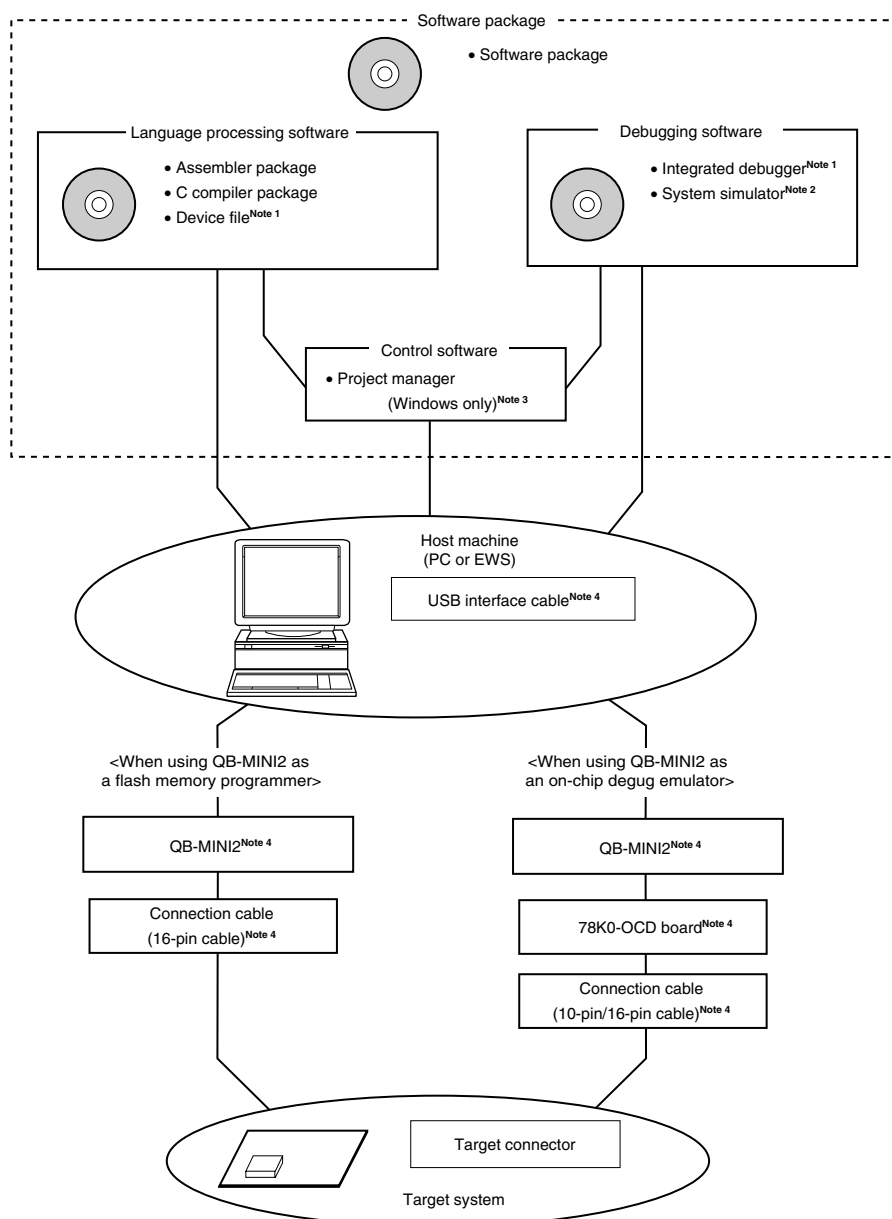 Software package
• Software package
Language processing software
• Assembler package
• C compiler package
• Device fileNote 1
Debugging software
• Integrated debuggerNote 1
• System simulatorNote 2
Control software
• Project manager
(Windows only)Note 3
Host machine
(PC or EWS)
USB interface cableNote 4
<When using QB-MINI2 as
a flash memory programmer>
QB-MINI2Note 4
Connection cable
(16-pin cable)Note 4
<When using QB-MINI2 as
an on-chip degug emulator>
QB-MINI2Note 4
78K0-OCD boardNote 4
Connection cable
(10-pin/16-pin cable)Note 4
Target connector
Target system